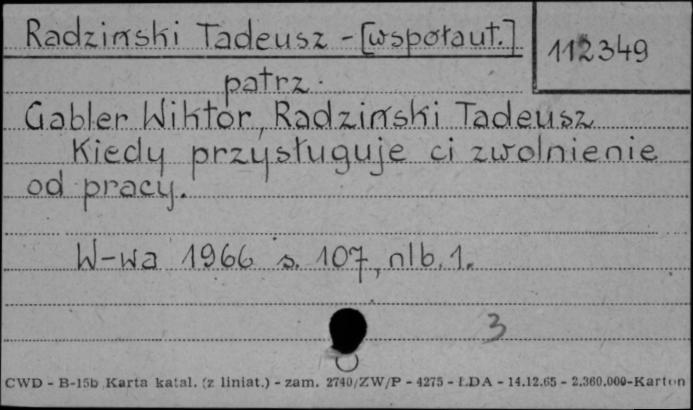 Radziński Tadeusz - [współaut.]
112349
patrz.
Gabler Wiktor, Radziński Tadeusz
Kiedy przysługuje ci zwolnienie
od pracy.
W-wa 1966 s. 107, nlb. 1.
3
CWD - B-15b Karta katal. (z liniat.) - zam. 2740/ZW/P - 4275 - ŁDA - 14.12.65 - 2.360.000-Karton